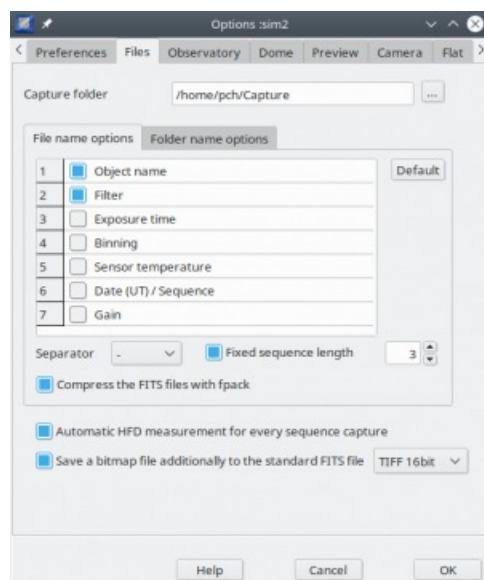 Options :sim2
Preferences Files Observatory Dome Preview Camera Flat
Capture folder /home/pch/Capture ...
File name options Folder name options
1 Object name Default
2 Filter
3 Exposure time
4 Binning
5 Sensor temperature
6 Date (UT) / Sequence
7 Gain
Separator - Fixed sequence length 3
Compress the FITS files with fpack
Automatic HFD measurement for every sequence capture
Save a bitmap file additionally to the standard FITS file TIFF 16bit
Help Cancel OK